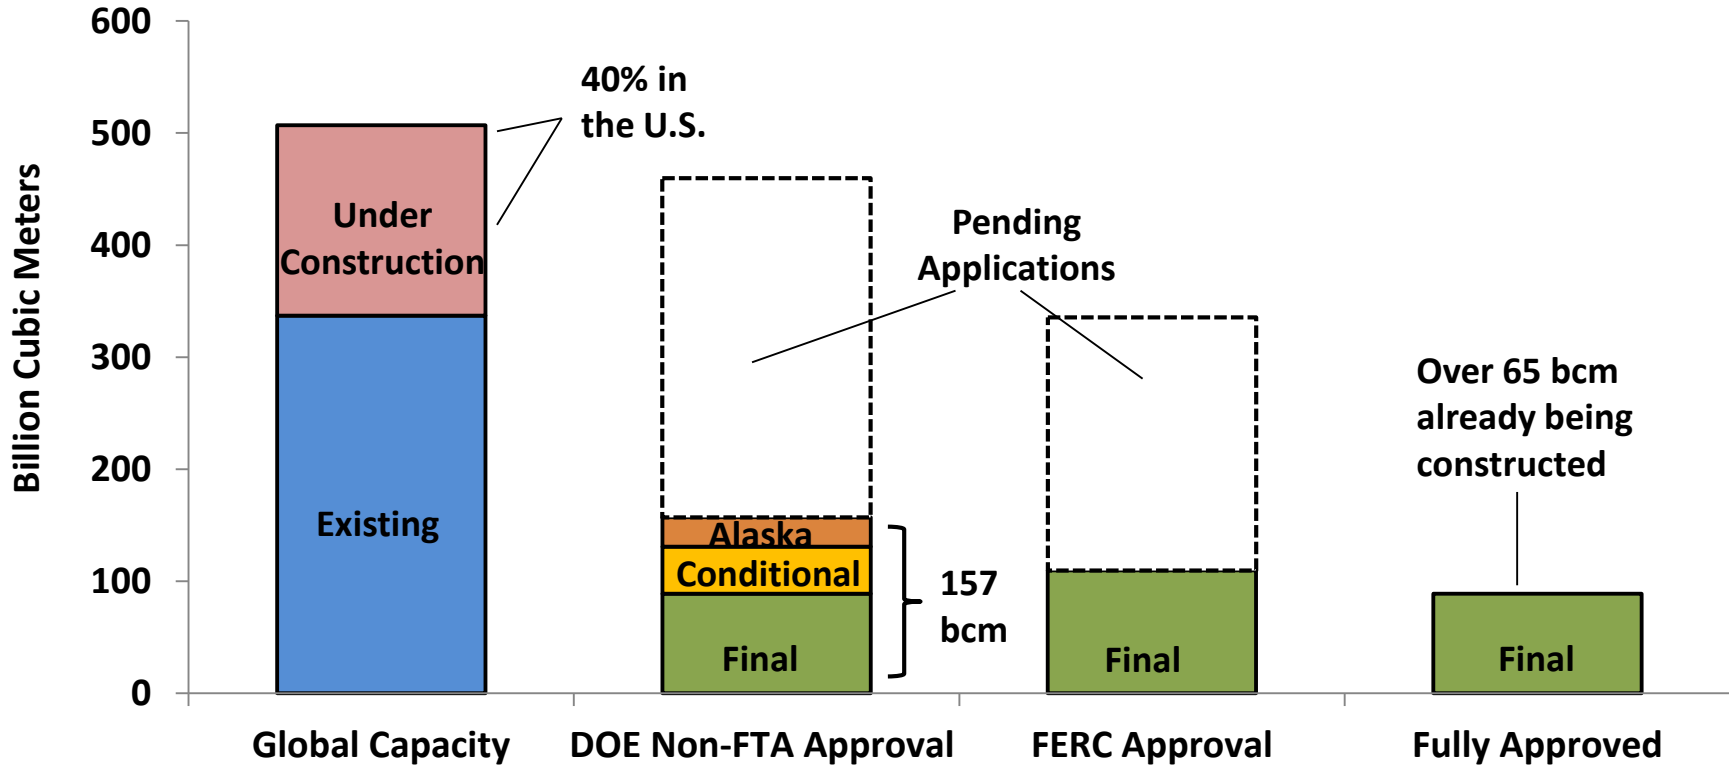 600
500
400
300
200
100
0
Billion Cubic Meters
40% in
the U.S.
Under
Construction
Existing
Pending
Applications
Alaska
Conditional
Final
157
bcm
Final
Over 65 bcm
already being
constructed
Final
Global Capacity
DOE Non-FTA Approval
FERC Approval
Fully Approved